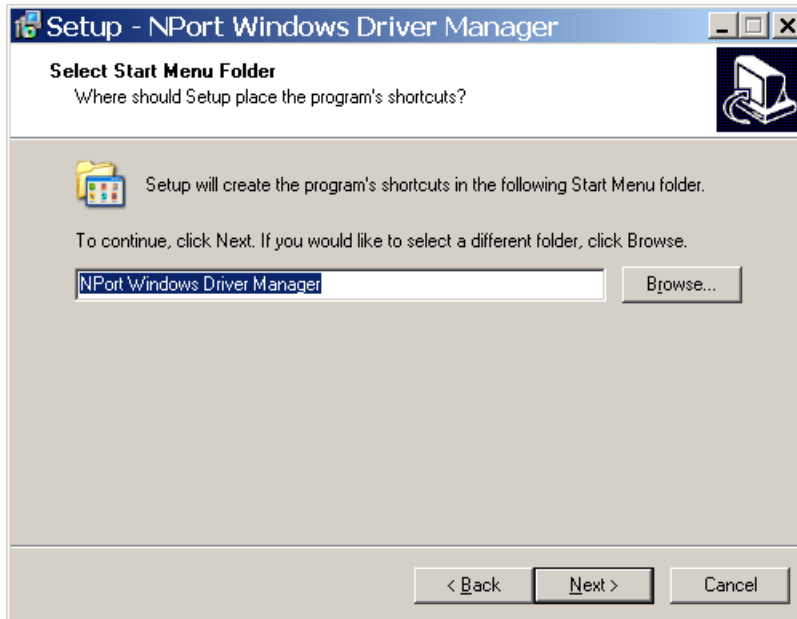 Setup - NPort Windows Driver Manager
Select Start Menu Folder
Where should Setup place the program's shortcuts?
Setup will create the program's shortcuts in the following Start Menu folder.
To continue, click Next. If you would like to select a different folder, click Browse.
NPort Windows Driver Manager
Browse...
< Back
Next >
Cancel